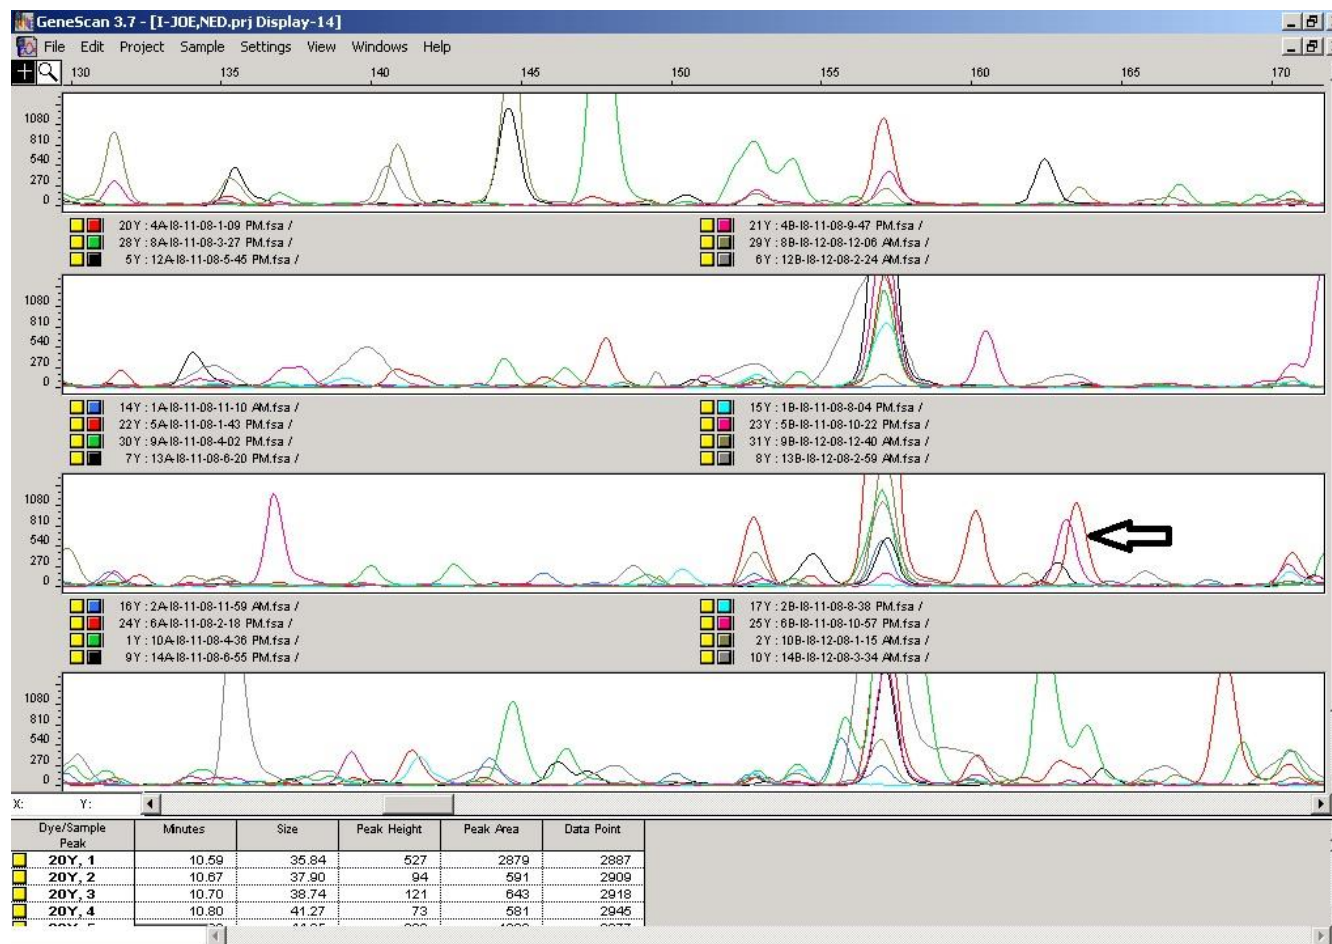 GeneScan 3.7 - [I-JOE,NED.prj Display-14]
File Edit Project Sample Settings View Windows Help
130 135 140 145 150 155 160 165 170
1080
810
540
270
0
20Y : 4A-I8-11-08-1-09 PM.fsa / 21Y : 4B-I8-11-08-9-47 PM.fsa /
28Y : 8A-I8-11-08-3-27 PM.fsa / 29Y : 8B-I8-12-08-12-06 AM.fsa /
5Y : 12A-I8-11-08-5-45 PM.fsa / 6Y : 12B-I8-12-08-2-24 AM.fsa /
1080
810
540
270
0
14Y : 1A-I8-11-08-11-10 AM.fsa / 15Y : 1B-I8-11-08-8-04 PM.fsa /
22Y : 5A-I8-11-08-1-43 PM.fsa / 23Y : 5B-I8-11-08-10-22 PM.fsa /
30Y : 9A-I8-11-08-4-02 PM.fsa / 31Y : 9B-I8-12-08-12-40 AM.fsa /
7Y : 13A-I8-11-08-6-20 PM.fsa / 8Y : 13B-I8-12-08-2-59 AM.fsa /
1080
810
540
270
0
16Y : 2A-I8-11-08-11-59 AM.fsa / 17Y : 2B-I8-11-08-8-38 PM.fsa /
24Y : 6A-I8-11-08-2-18 PM.fsa / 25Y : 6B-I8-11-08-10-57 PM.fsa /
1Y : 10A-I8-11-08-4-36 PM.fsa / 2Y : 10B-I8-12-08-1-15 AM.fsa /
9Y : 14A-I8-11-08-6-55 PM.fsa / 10Y : 14B-I8-12-08-3-34 AM.fsa /
1080
810
540
270
0
X: Y:
Dye/Sample Peak Minutes Size Peak Height Peak Area Data Point
20Y, 1 10.59 35.84 527 2879 2887
20Y, 2 10.67 37.90 94 591 2909
20Y, 3 10.70 38.74 121 643 2918
20Y, 4 10.80 41.27 73 581 2945